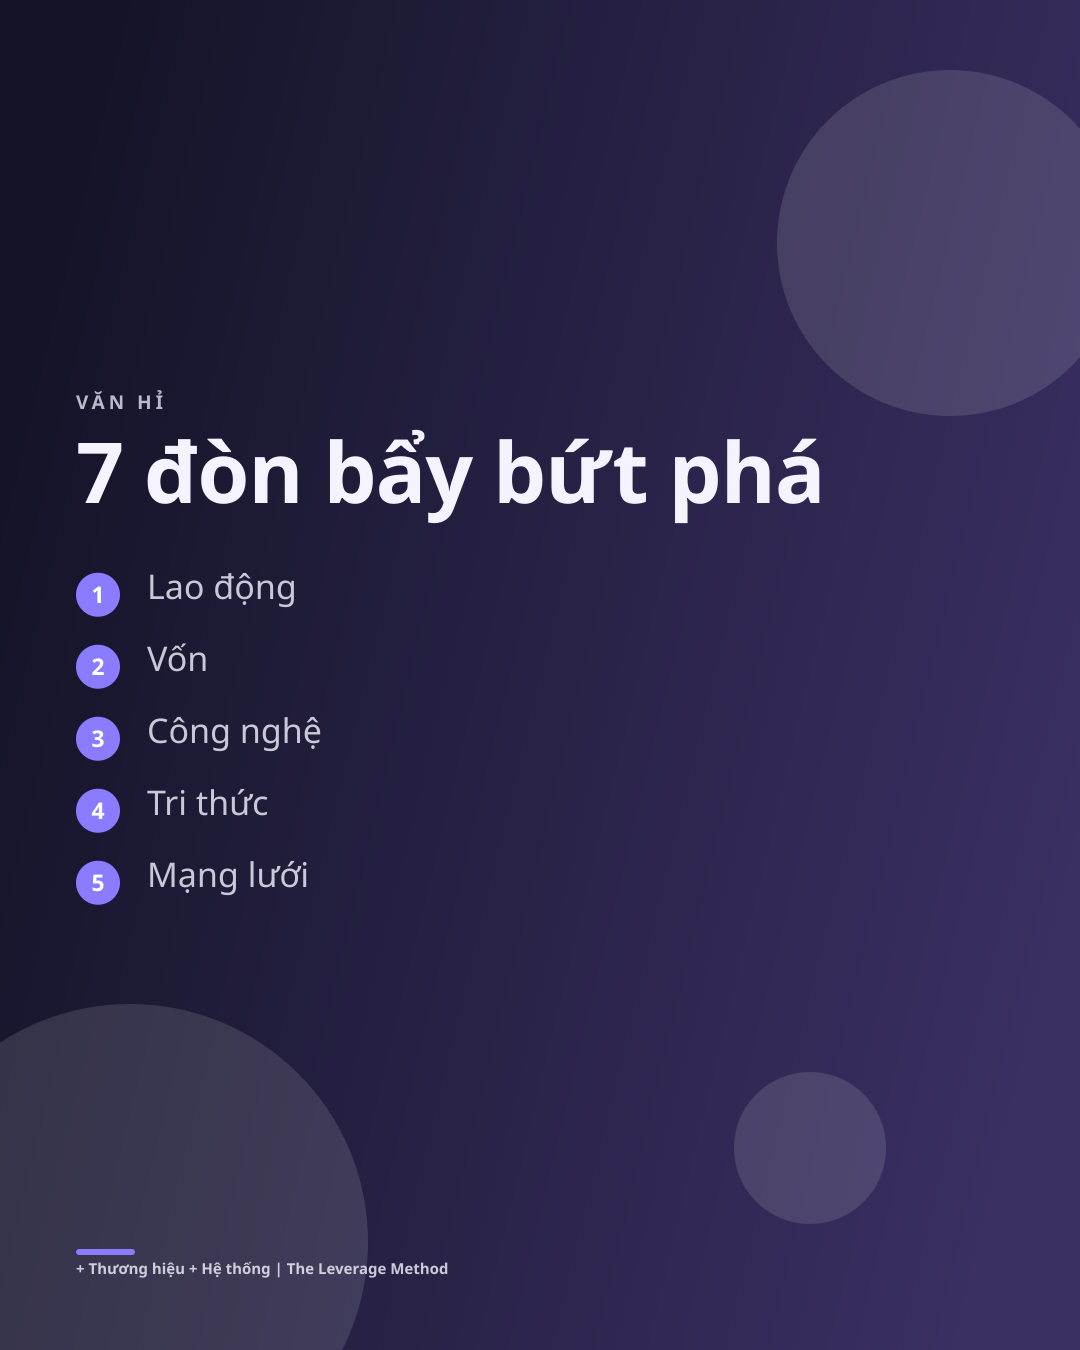 VĂN HỈ
7 đòn bẩy bứt phá
1 Lao động
2 Vốn
3 Công nghệ
4 Tri thức
5 Mạng lưới
+ Thương hiệu + Hệ thống | The Leverage Method